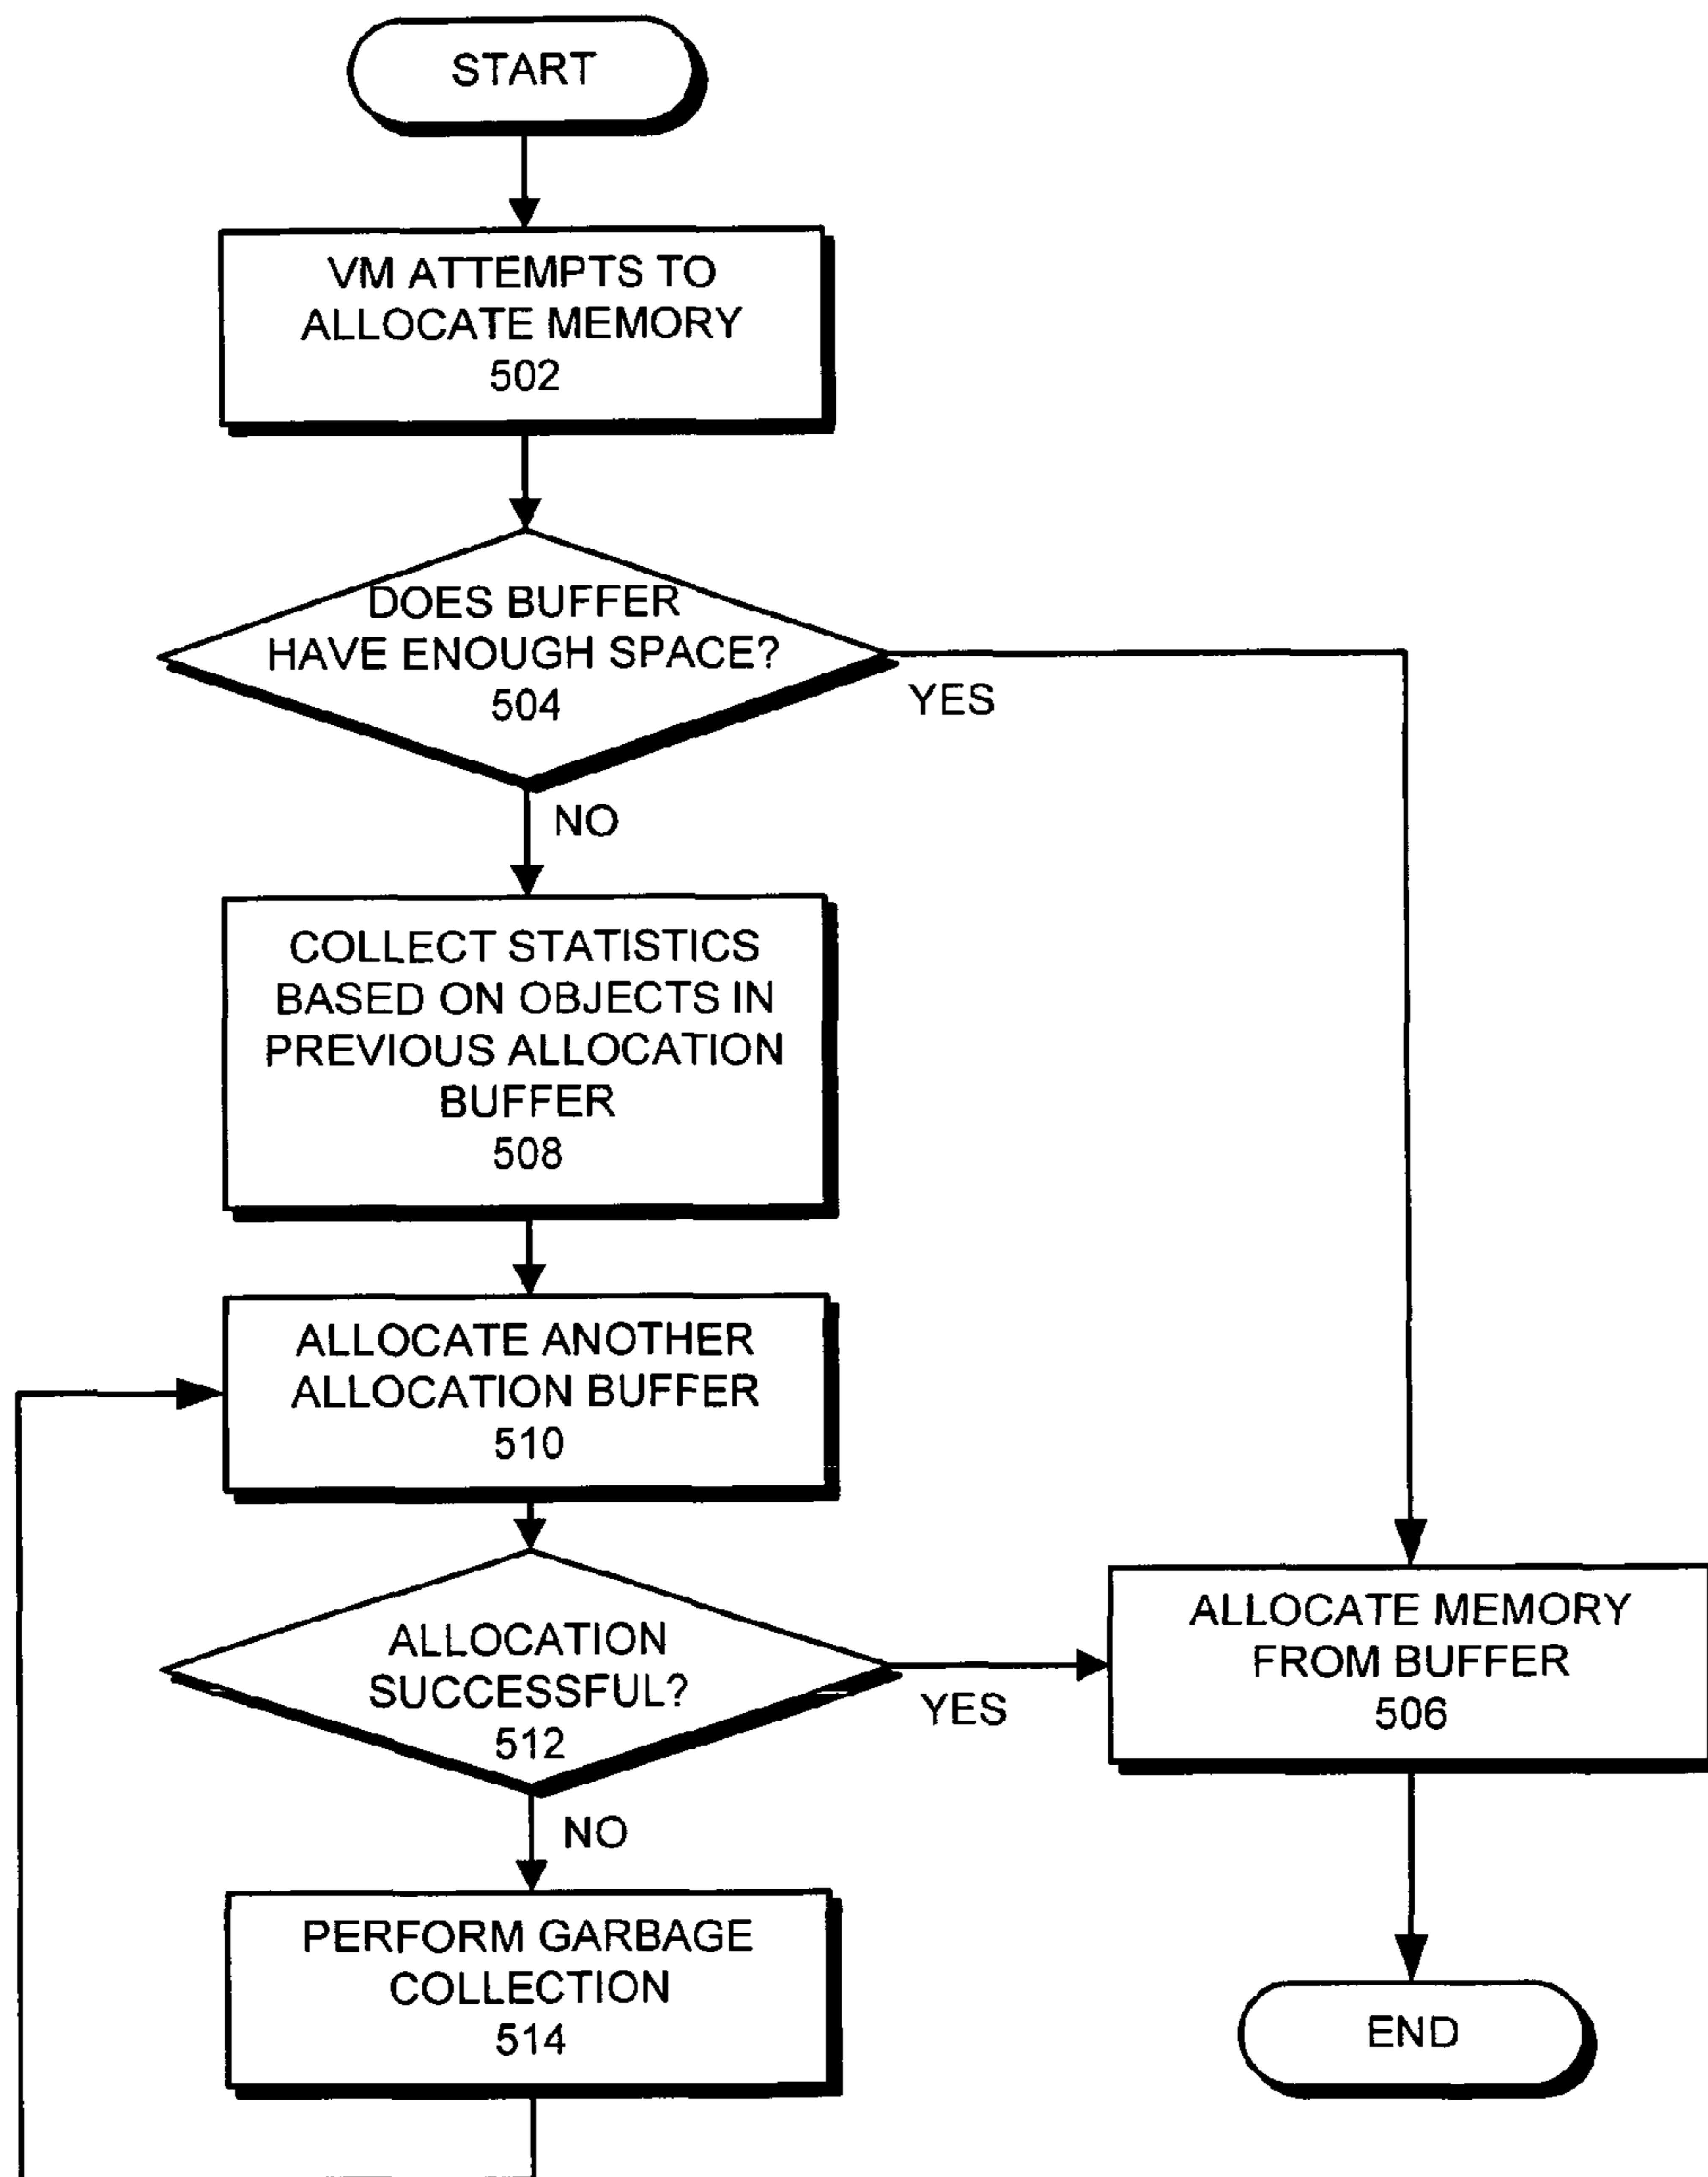 START
VM ATTEMPTS TO
ALLOCATE MEMORY
502
DOES BUFFER
HAVE ENOUGH SPACE?
504
YES
NO
COLLECT STATISTICS
BASED ON OBJECTS IN
PREVIOUS ALLOCATION
BUFFER
508
ALLOCATE ANOTHER
ALLOCATION BUFFER
510
ALLOCATION
SUCCESSFUL?
512
YES
ALLOCATE MEMORY
FROM BUFFER
506
NO
PERFORM GARBAGE
COLLECTION
514
END